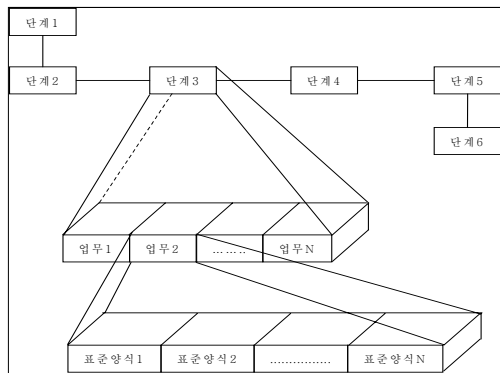 단계1
단계2 단계3 단계4 단계5
단계6
업무1 업무2 ........ 업무N
표준양식1 표준양식2 ................ 표준양식N